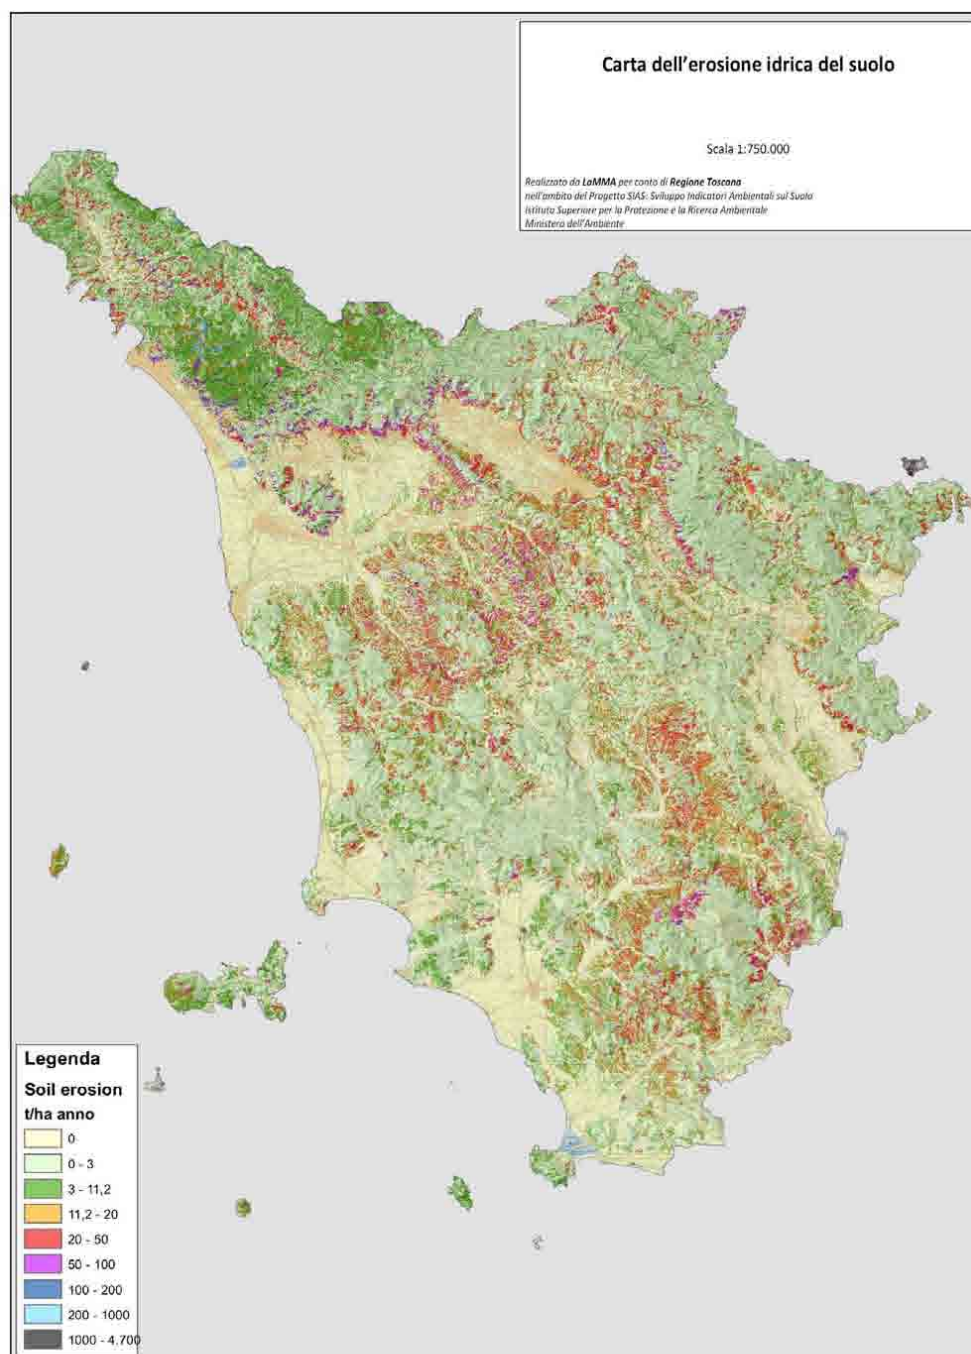 Carta dell'erosione idrica del suolo
Scala 1:750.000
Realizzato da LaMMA per conto di Regione Toscana
nell'ambito del Progetto SIAS: Sviluppo Indicatori Ambientali sul Suolo
Istituto Superiore per la Protezione e la Ricerca Ambientale
Ministero dell'Ambiente
Legenda
Soil erosion
t/ha anno
0
0 - 3
3 - 11,2
11,2 - 20
20 - 50
50 - 100
100 - 200
200 - 1000
1000 - 4.700